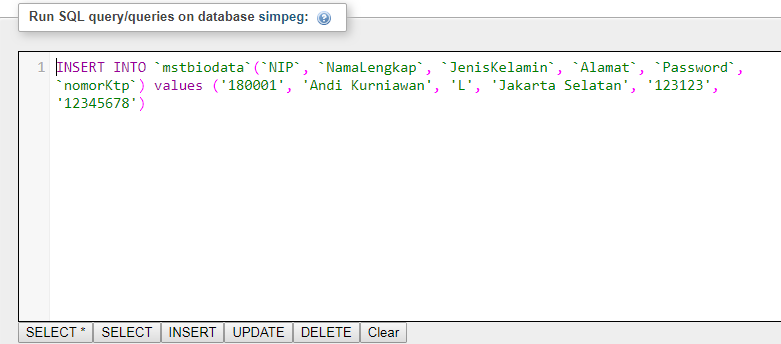 Run SQL query/queries on database simpeg:
1 INSERT INTO `mstbiodata`(`NIP`, `NamaLengkap`, `JenisKelamin`, `Alamat`, `Password`,
`nomorKtp`) values ('180001', 'Andi Kurniawan', 'L', 'Jakarta Selatan', '123123',
'12345678')
SELECT * SELECT INSERT UPDATE DELETE Clear